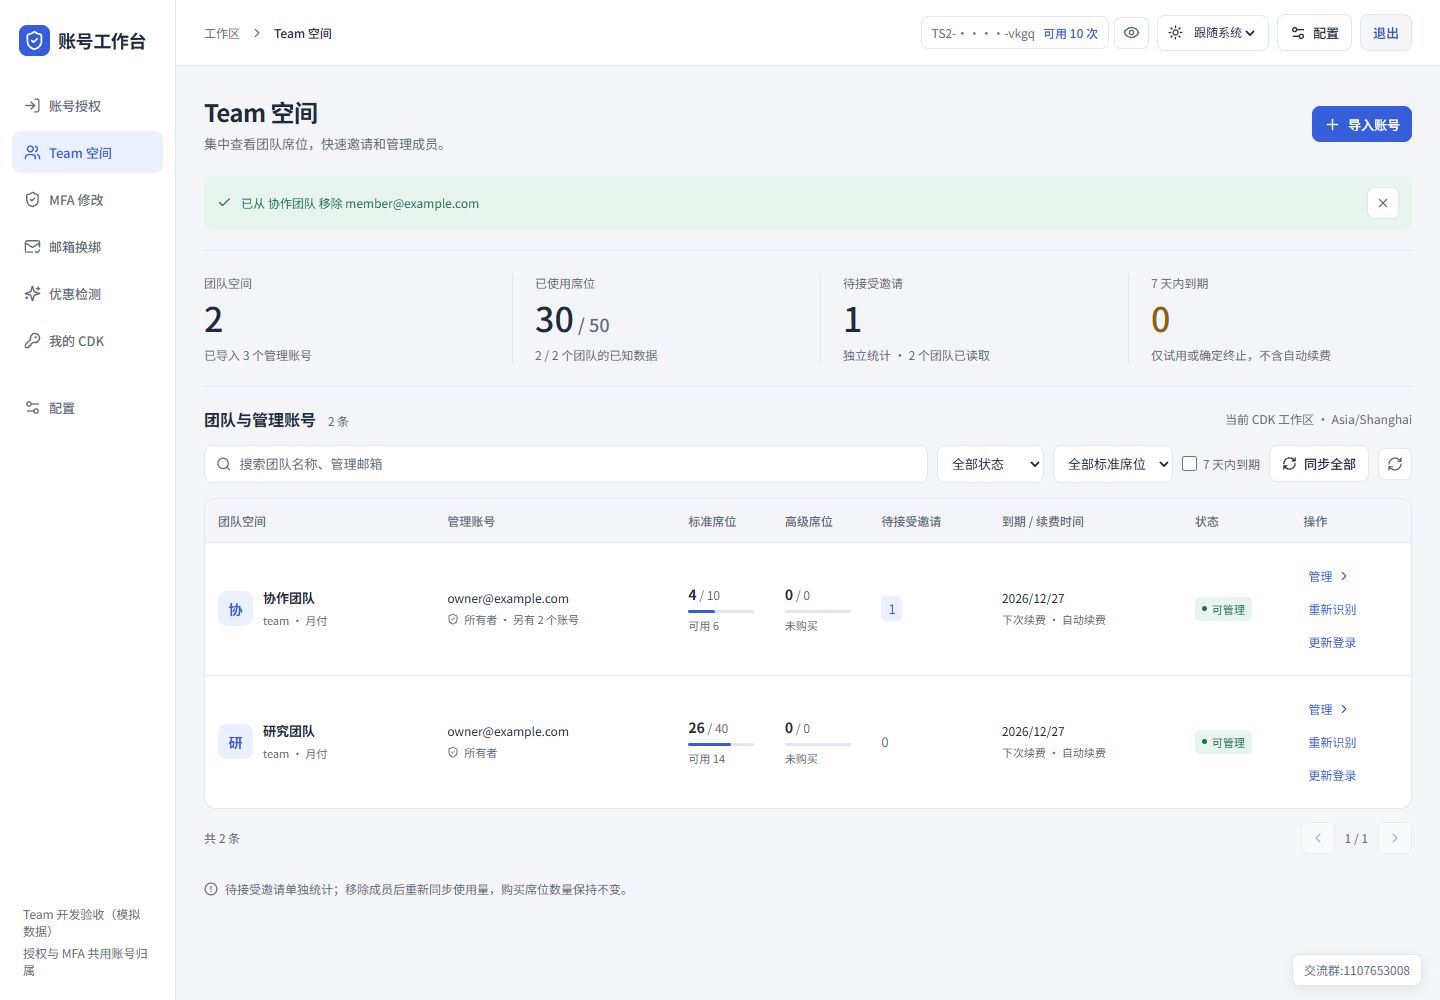 账号工作台
账号授权
Team 空间
MFA 修改
邮箱换绑
优惠检测
我的 CDK
配置
Team 开发验收（模拟
数据）
授权与 MFA 共用账号归
属
工作区 > Team 空间
TS2-····-vkgq 可用 10 次
跟随系统
配置
退出
Team 空间
集中查看团队席位，快速邀请和管理成员。
导入账号
已从 协作团队 移除 member@example.com
团队空间
2
已导入 3 个管理账号
已使用席位
30 / 50
2 / 2 个团队的已知数据
待接受邀请
1
独立统计 · 2 个团队已读取
7 天内到期
0
仅试用或确定终止，不含自动续费
团队与管理账号 2 条
当前 CDK 工作区 · Asia/Shanghai
搜索团队名称、管理邮箱
全部状态
全部标准席位
7 天内到期
同步全部
团队空间 管理账号 标准席位 高级席位 待接受邀请 到期 / 续费时间 状态 操作
协
协作团队
team · 月付
owner@example.com
所有者 · 另有 2 个账号
4 / 10
可用 6
0 / 0
未购买
1
2026/12/27
下次续费 · 自动续费
可管理
管理
重新识别
更新登录
研
研究团队
team · 月付
owner@example.com
所有者
26 / 40
可用 14
0 / 0
未购买
0
2026/12/27
下次续费 · 自动续费
可管理
管理
重新识别
更新登录
共 2 条
1 / 1
待接受邀请单独统计；移除成员后重新同步使用量，购买席位数量保持不变。
交流群:1107653008